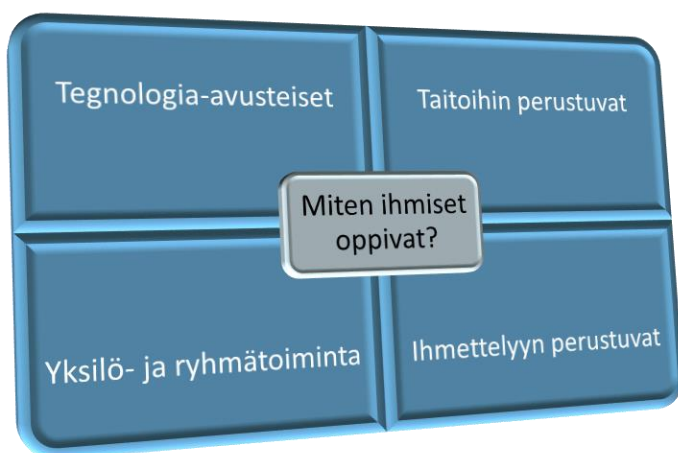 Tegnologia-avusteiset
Taitoihin perustuvat
Miten ihmiset
oppivat?
Yksilö- ja ryhmätoiminta
Ihmettelyyn perustuvat